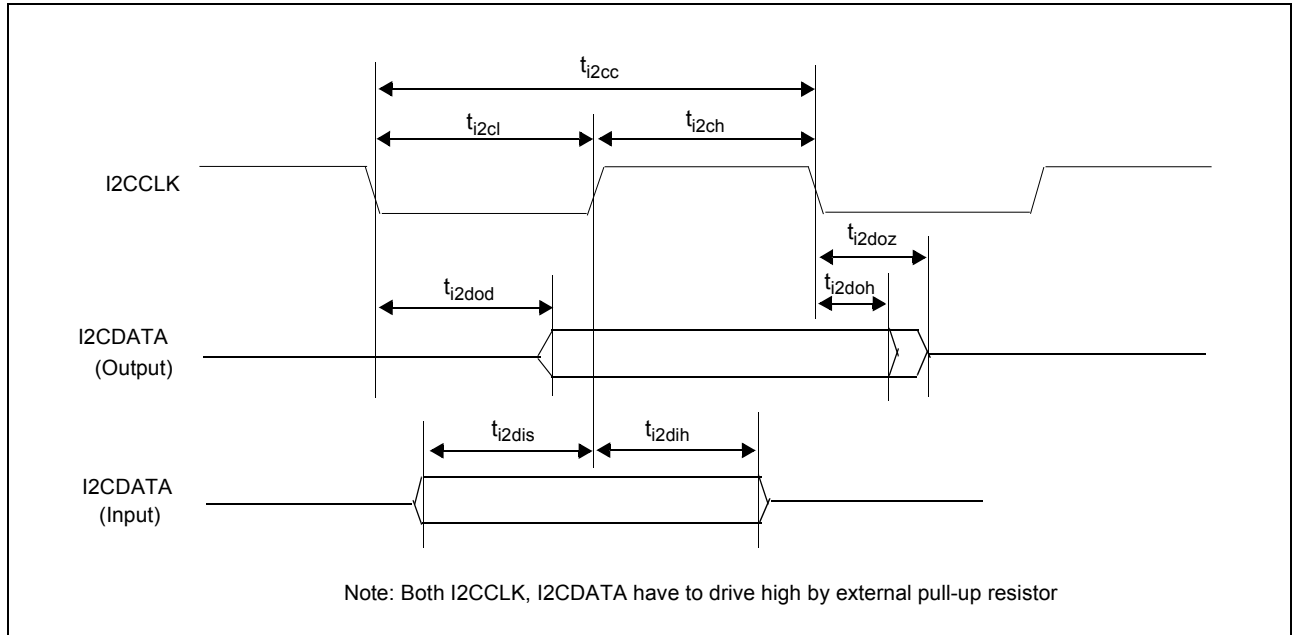 ti2cc
ti2cl
ti2ch
I2CCLK
ti2doz
ti2doh
ti2dod
I2CDATA
(Output)
ti2dis
ti2dih
I2CDATA
(Input)
Note: Both I2CCLK, I2CDATA have to drive high by external pull-up resistor